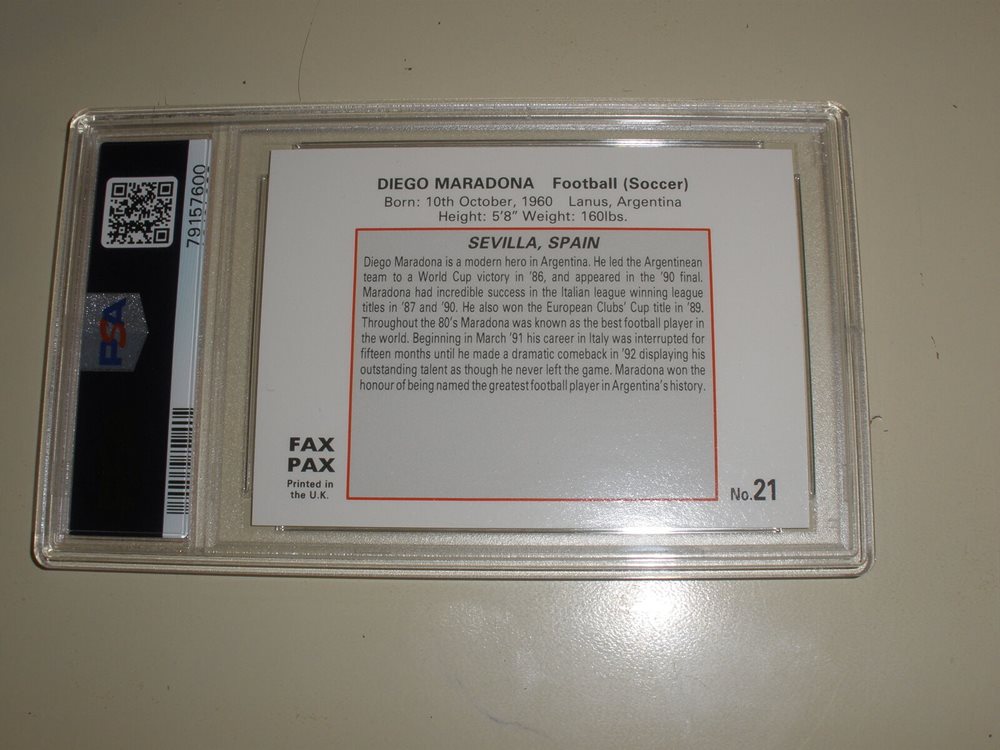 79157600
PSA
DIEGO MARADONA Football (Soccer)
Born: 10th October, 1960 Lanus, Argentina
Height: 5'8" Weight: 160lbs.
SEVILLA, SPAIN
Diego Maradona is a modern hero in Argentina. He led the Argentinean
team to a World Cup victory in '86, and appeared in the '90 final.
Maradona had incredible success in the Italian league winning league
titles in '87 and '90. He also won the European Clubs' Cup title in '89.
Throughout the 80's Maradona was known as the best football player in
the world. Beginning in March '91 his career in Italy was interrupted for
fifteen months until he made a dramatic comeback in '92 displaying his
outstanding talent as though he never left the game. Maradona won the
honour of being named the greatest football player in Argentina's history.
FAX
PAX
Printed in
the U.K.
No.21